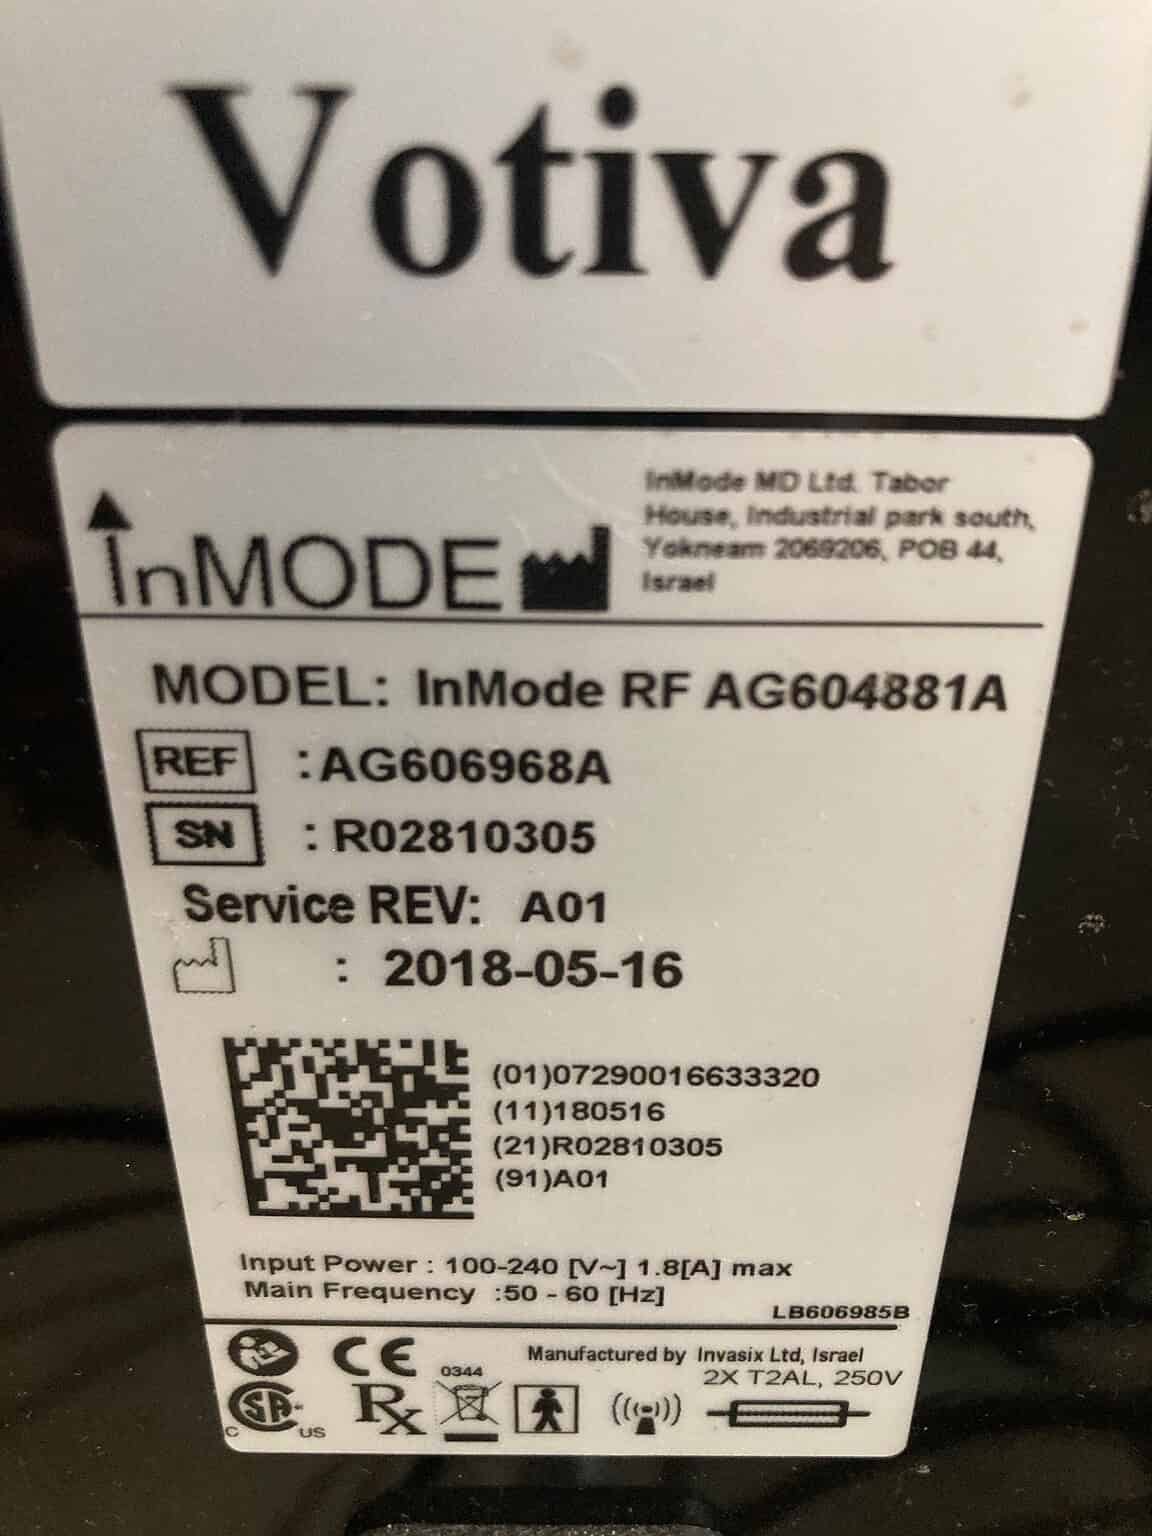 Votiva
InMODE
InMode MD Ltd. Tabor
House, Industrial park south,
Yokneam 2069206, POB 44,
Israel
MODEL: InMode RF AG604881A
REF :AG606968A
SN : R02810305
Service REV: A01
: 2018-05-16
(01)07290016633320
(11)180516
(21)R02810305
(91)A01
Input Power : 100-240 [V~] 1.8[A] max
Main Frequency :50 - 60 [Hz]
LB606985B
CE 0344
Manufactured by Invasix Ltd, Israel
2X T2AL, 250V
C SA US
Rx